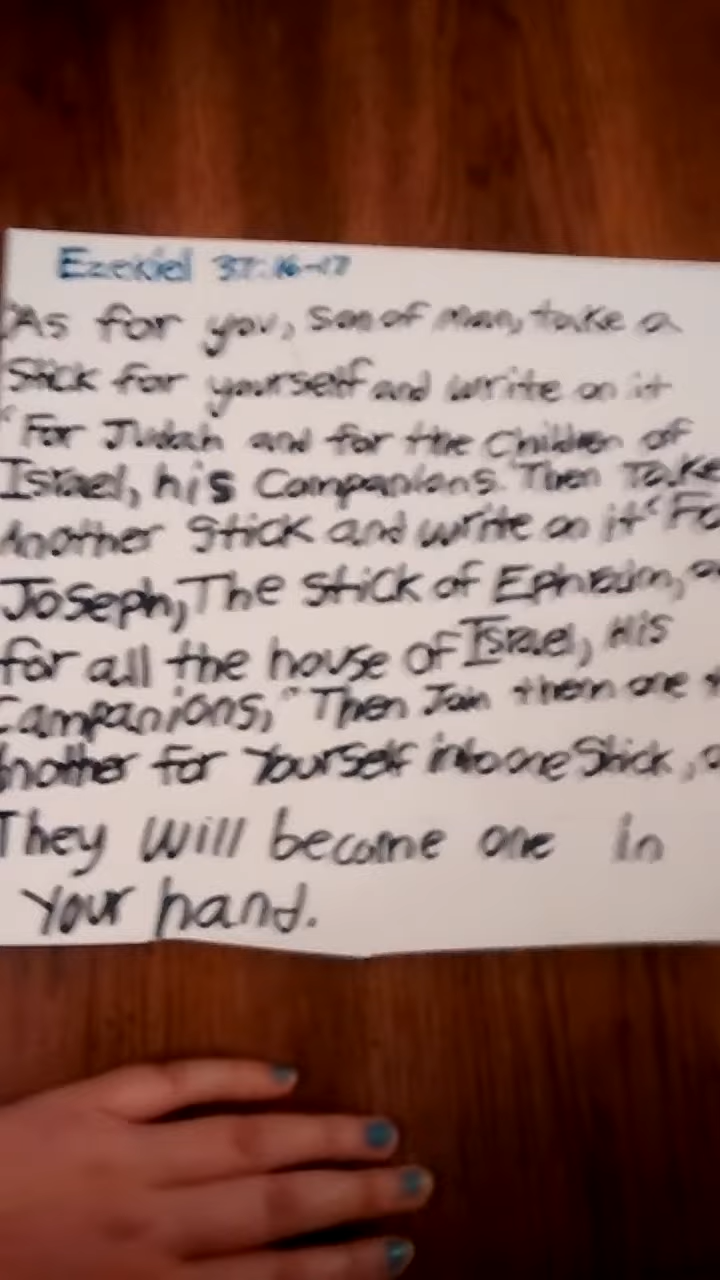 Ezekiel 37:16-17
"As for you, Son of Man, take a
Stick for yourself and write on it
"For Judah and for the Children of
Israel, his Companions. Then Take
Another Stick and write on it "Fo
Joseph, The Stick of Ephraim, a
for all the house of Israel, His
Companions," Then Join them one t
Another for Yourself into one Stick, a
They will become one in
Your hand.